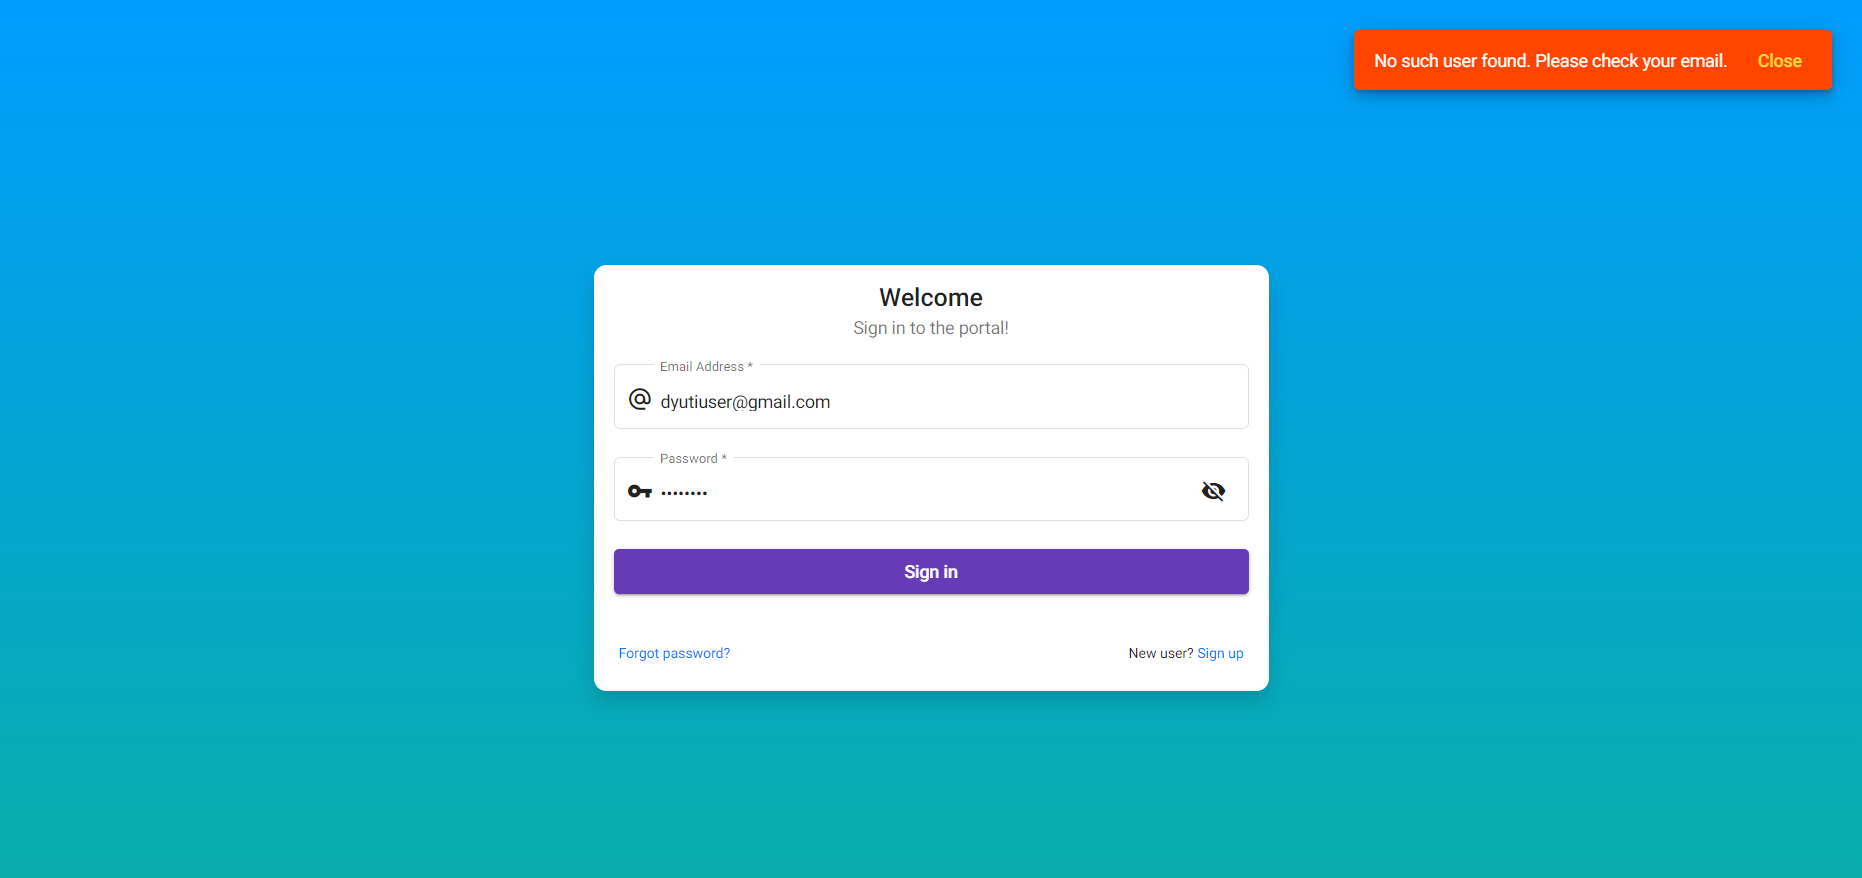 No such user found. Please check your email. Close
Welcome
Sign in to the portal!
Email Address *
dyutiuser@gmail.com
Password *
••••••••
Sign in
Forgot password? New user? Sign up